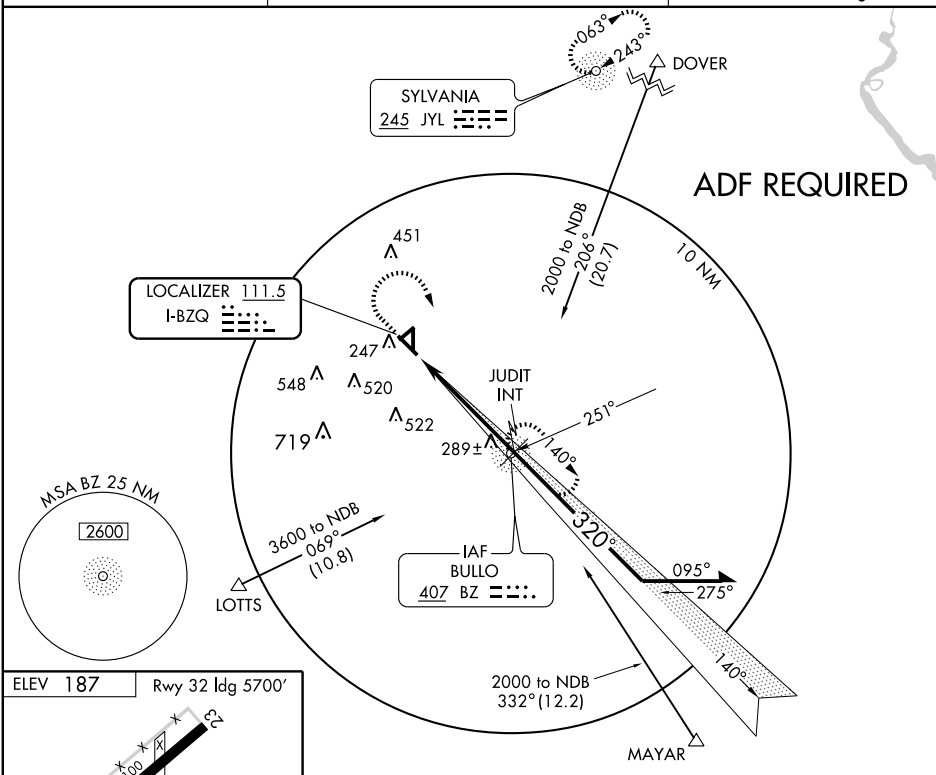 063°
243°
DOVER
SYLVANIA
245 JYL
ADF REQUIRED
2000 to NDB
206°
(20.7)
10 NM
451
LOCALIZER 111.5
I-BZQ
247
548
520
JUDIT
INT
522
251°
719
289±
140°
MSA BZ 25 NM
2600
3600 to NDB
069°
(10.8)
320°
IAF
BULLO
407 BZ
095°
275°
LOTTS
140°
2000 to NDB
332° (12.2)
MAYAR
ELEV 187
Rwy 32 ldg 5700'
X
23
X
X
X